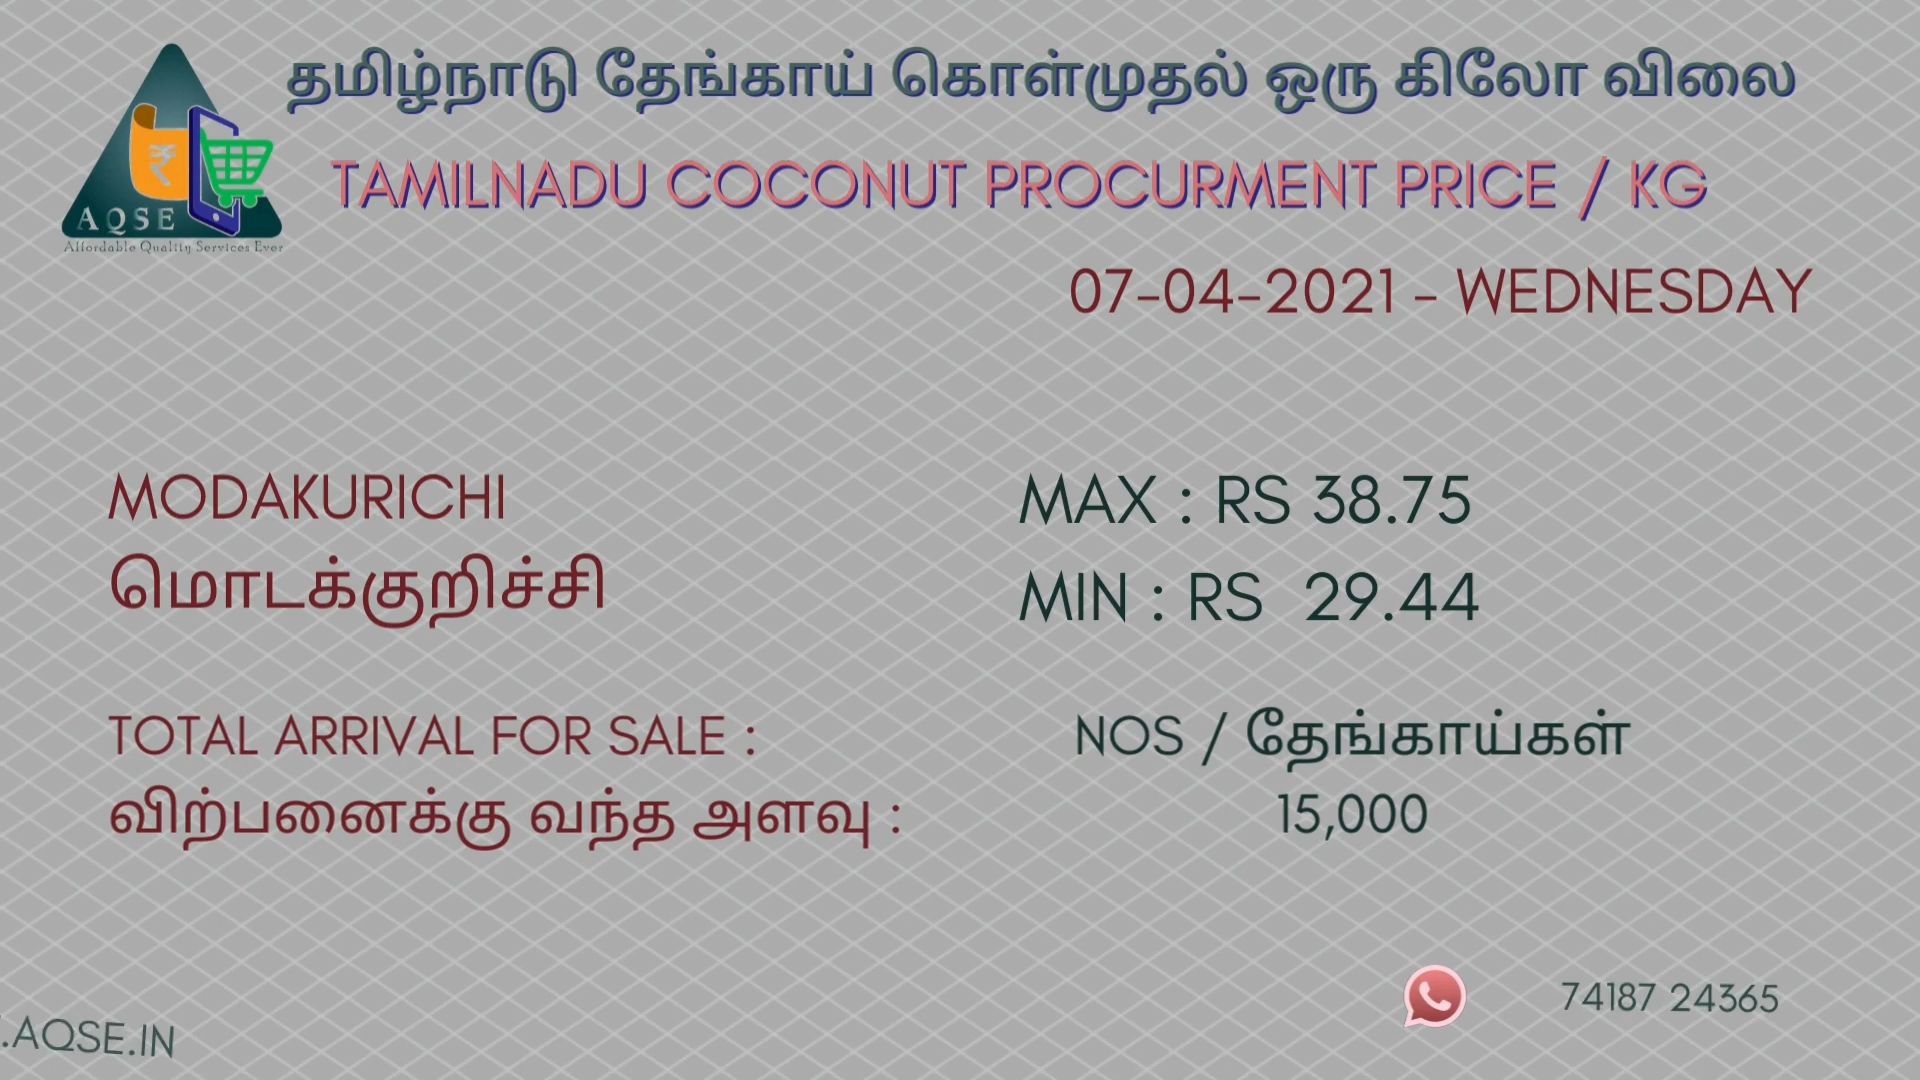 தமிழ்நாடு தேங்காய் கொள்முதல் ஒரு கிலோ விலை
TAMILNADU COCONUT PROCURMENT PRICE / KG
₹
AQSE
Affordable Quality Services Ever
07-04-2021 - WEDNESDAY
MODAKURICHI
மொடக்குறிச்சி
MAX : RS 38.75
MIN : RS 29.44
TOTAL ARRIVAL FOR SALE :
விற்பனைக்கு வந்த அளவு :
NOS / தேங்காய்கள்
15,000
74187 24365
.AQSE.IN